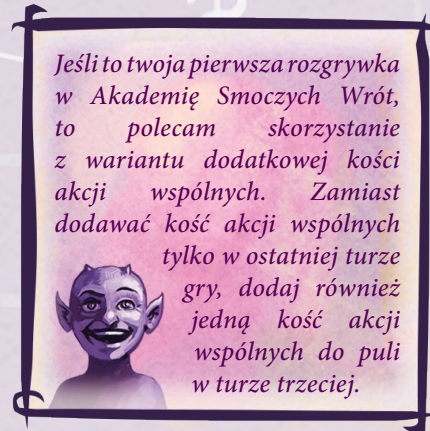 Jeśli to twoja pierwsza rozgrywka
w Akademię Smoczych Wrót,
to polecam skorzystanie
z wariantu dodatkowej kości
akcji wspólnych. Zamiast
dodawać kość akcji wspólnych
tylko w ostatniej turze
gry, dodaj również
jedną kość akcji
wspólnych do puli
w turze trzeciej.